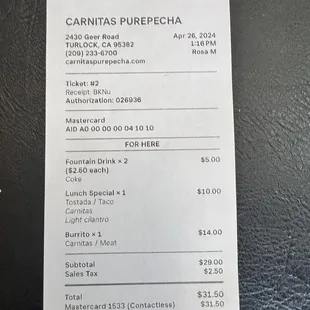 CARNITAS PUREPECHA
2430 Geer Road Apr 26, 2024
TURLOCK, CA 95382 1:16 PM
(209) 233-6700 Rosa M
carnitaspurepecha.com
Ticket: #2
Receipt: BKNu
Authorization: 026936
Mastercard
AID A0 00 00 00 04 10 10
FOR HERE
Fountain Drink × 2 $5.00
($2.50 each)
Coke
Lunch Special × 1 $10.00
Tostada / Taco
Carnitas
Light cilantro
Burrito × 1 $14.00
Carnitas / Meat
Subtotal $29.00
Sales Tax $2.50
Total $31.50
Mastercard 1533 (Contactless) $31.50